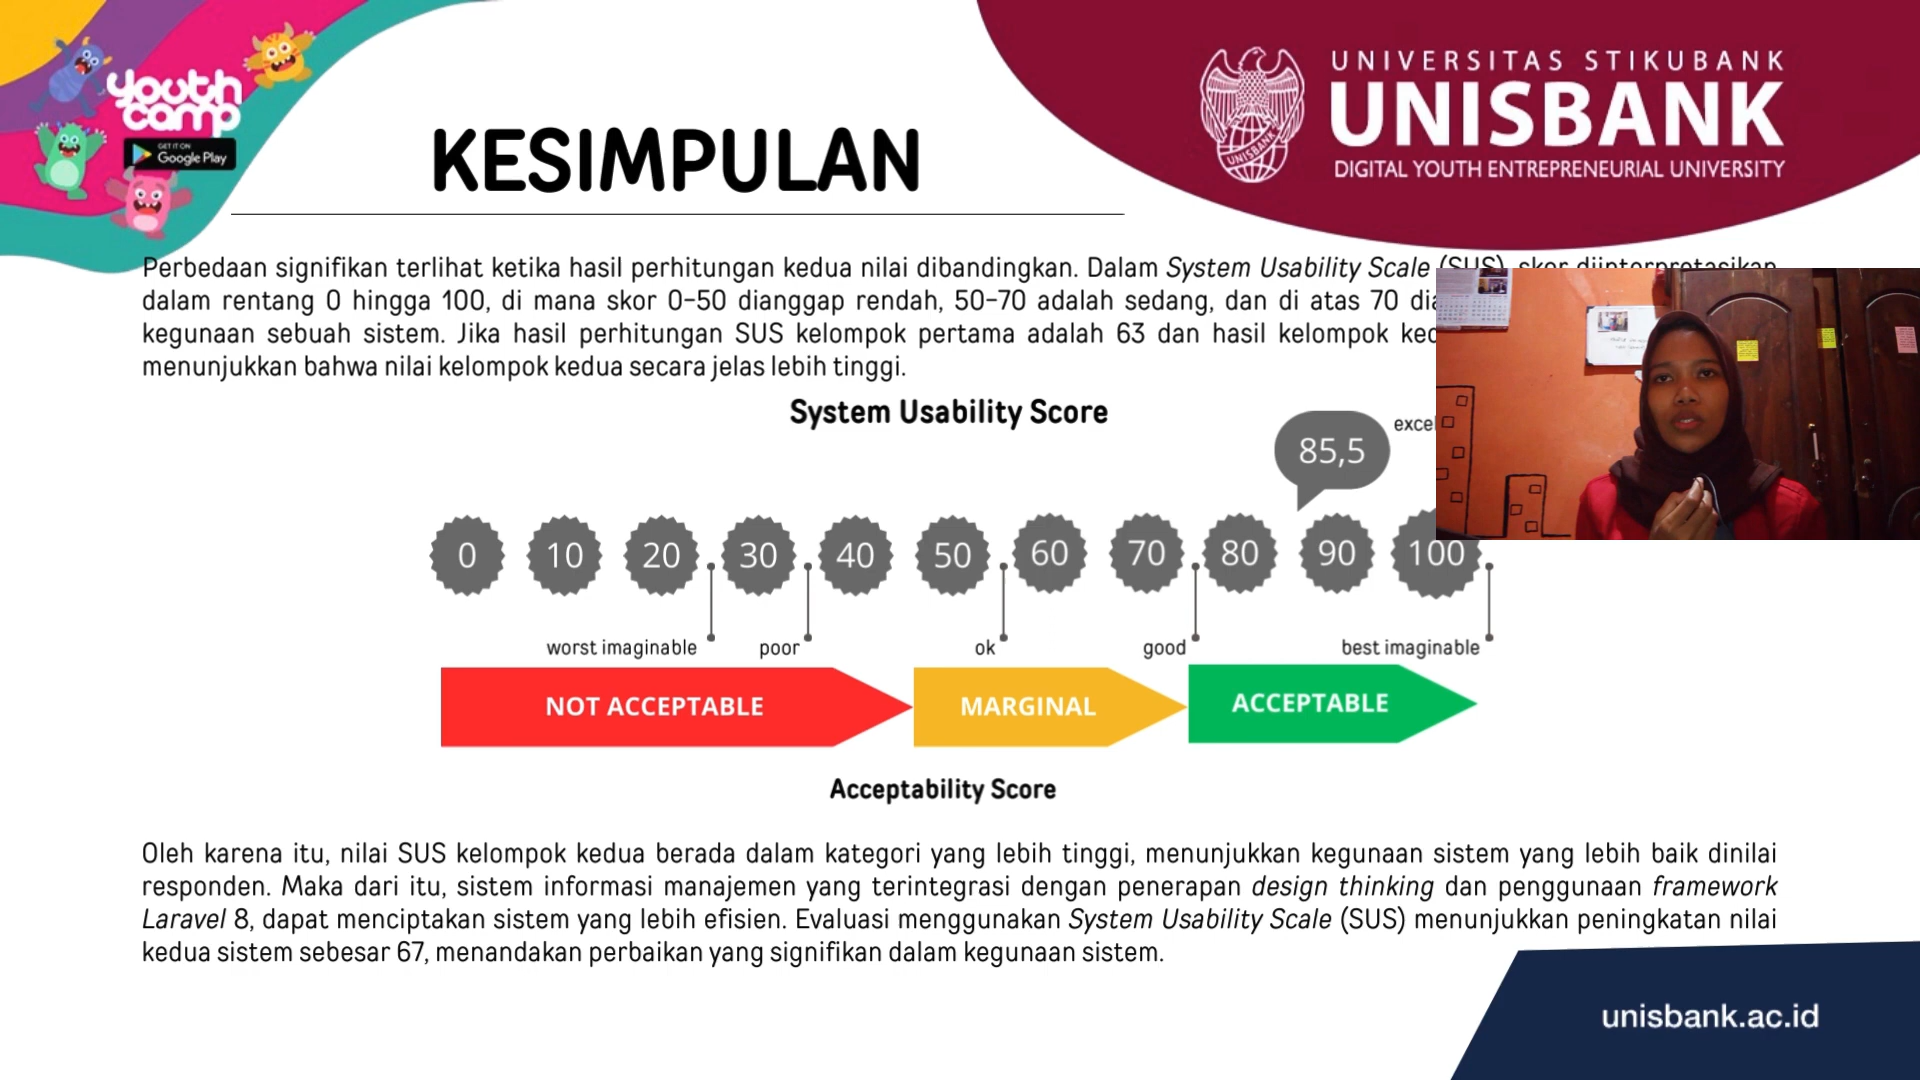 youth
camp
GET IT ON
Google Play
UNIVERSITAS STIKUBANK
UNISBANK
DIGITAL YOUTH ENTREPRENEURIAL UNIVERSITY
UNISBANK
KESIMPULAN
Perbedaan signifikan terlihat ketika hasil perhitungan kedua nilai dibandingkan. Dalam System Usability Scale (SUS), skor diinterpretasikan
dalam rentang 0 hingga 100, di mana skor 0-50 dianggap rendah, 50-70 adalah sedang, dan di atas 70
kegunaan sebuah sistem. Jika hasil perhitungan SUS kelompok pertama adalah 63 dan hasil kelompok
menunjukkan bahwa nilai kelompok kedua secara jelas lebih tinggi.
System Usability Score
85,5
0 10 20 30 40 50 60 70 80 90 100
worst imaginable poor ok good best imaginable
NOT ACCEPTABLE MARGINAL ACCEPTABLE
Acceptability Score
Oleh karena itu, nilai SUS kelompok kedua berada dalam kategori yang lebih tinggi, menunjukkan kegunaan sistem yang lebih baik dinilai
responden. Maka dari itu, sistem informasi manajemen yang terintegrasi dengan penerapan design thinking dan penggunaan framework
Laravel 8, dapat menciptakan sistem yang lebih efisien. Evaluasi menggunakan System Usability Scale (SUS) menunjukkan peningkatan nilai
kedua sistem sebesar 67, menandakan perbaikan yang signifikan dalam kegunaan sistem.
unisbank.ac.id